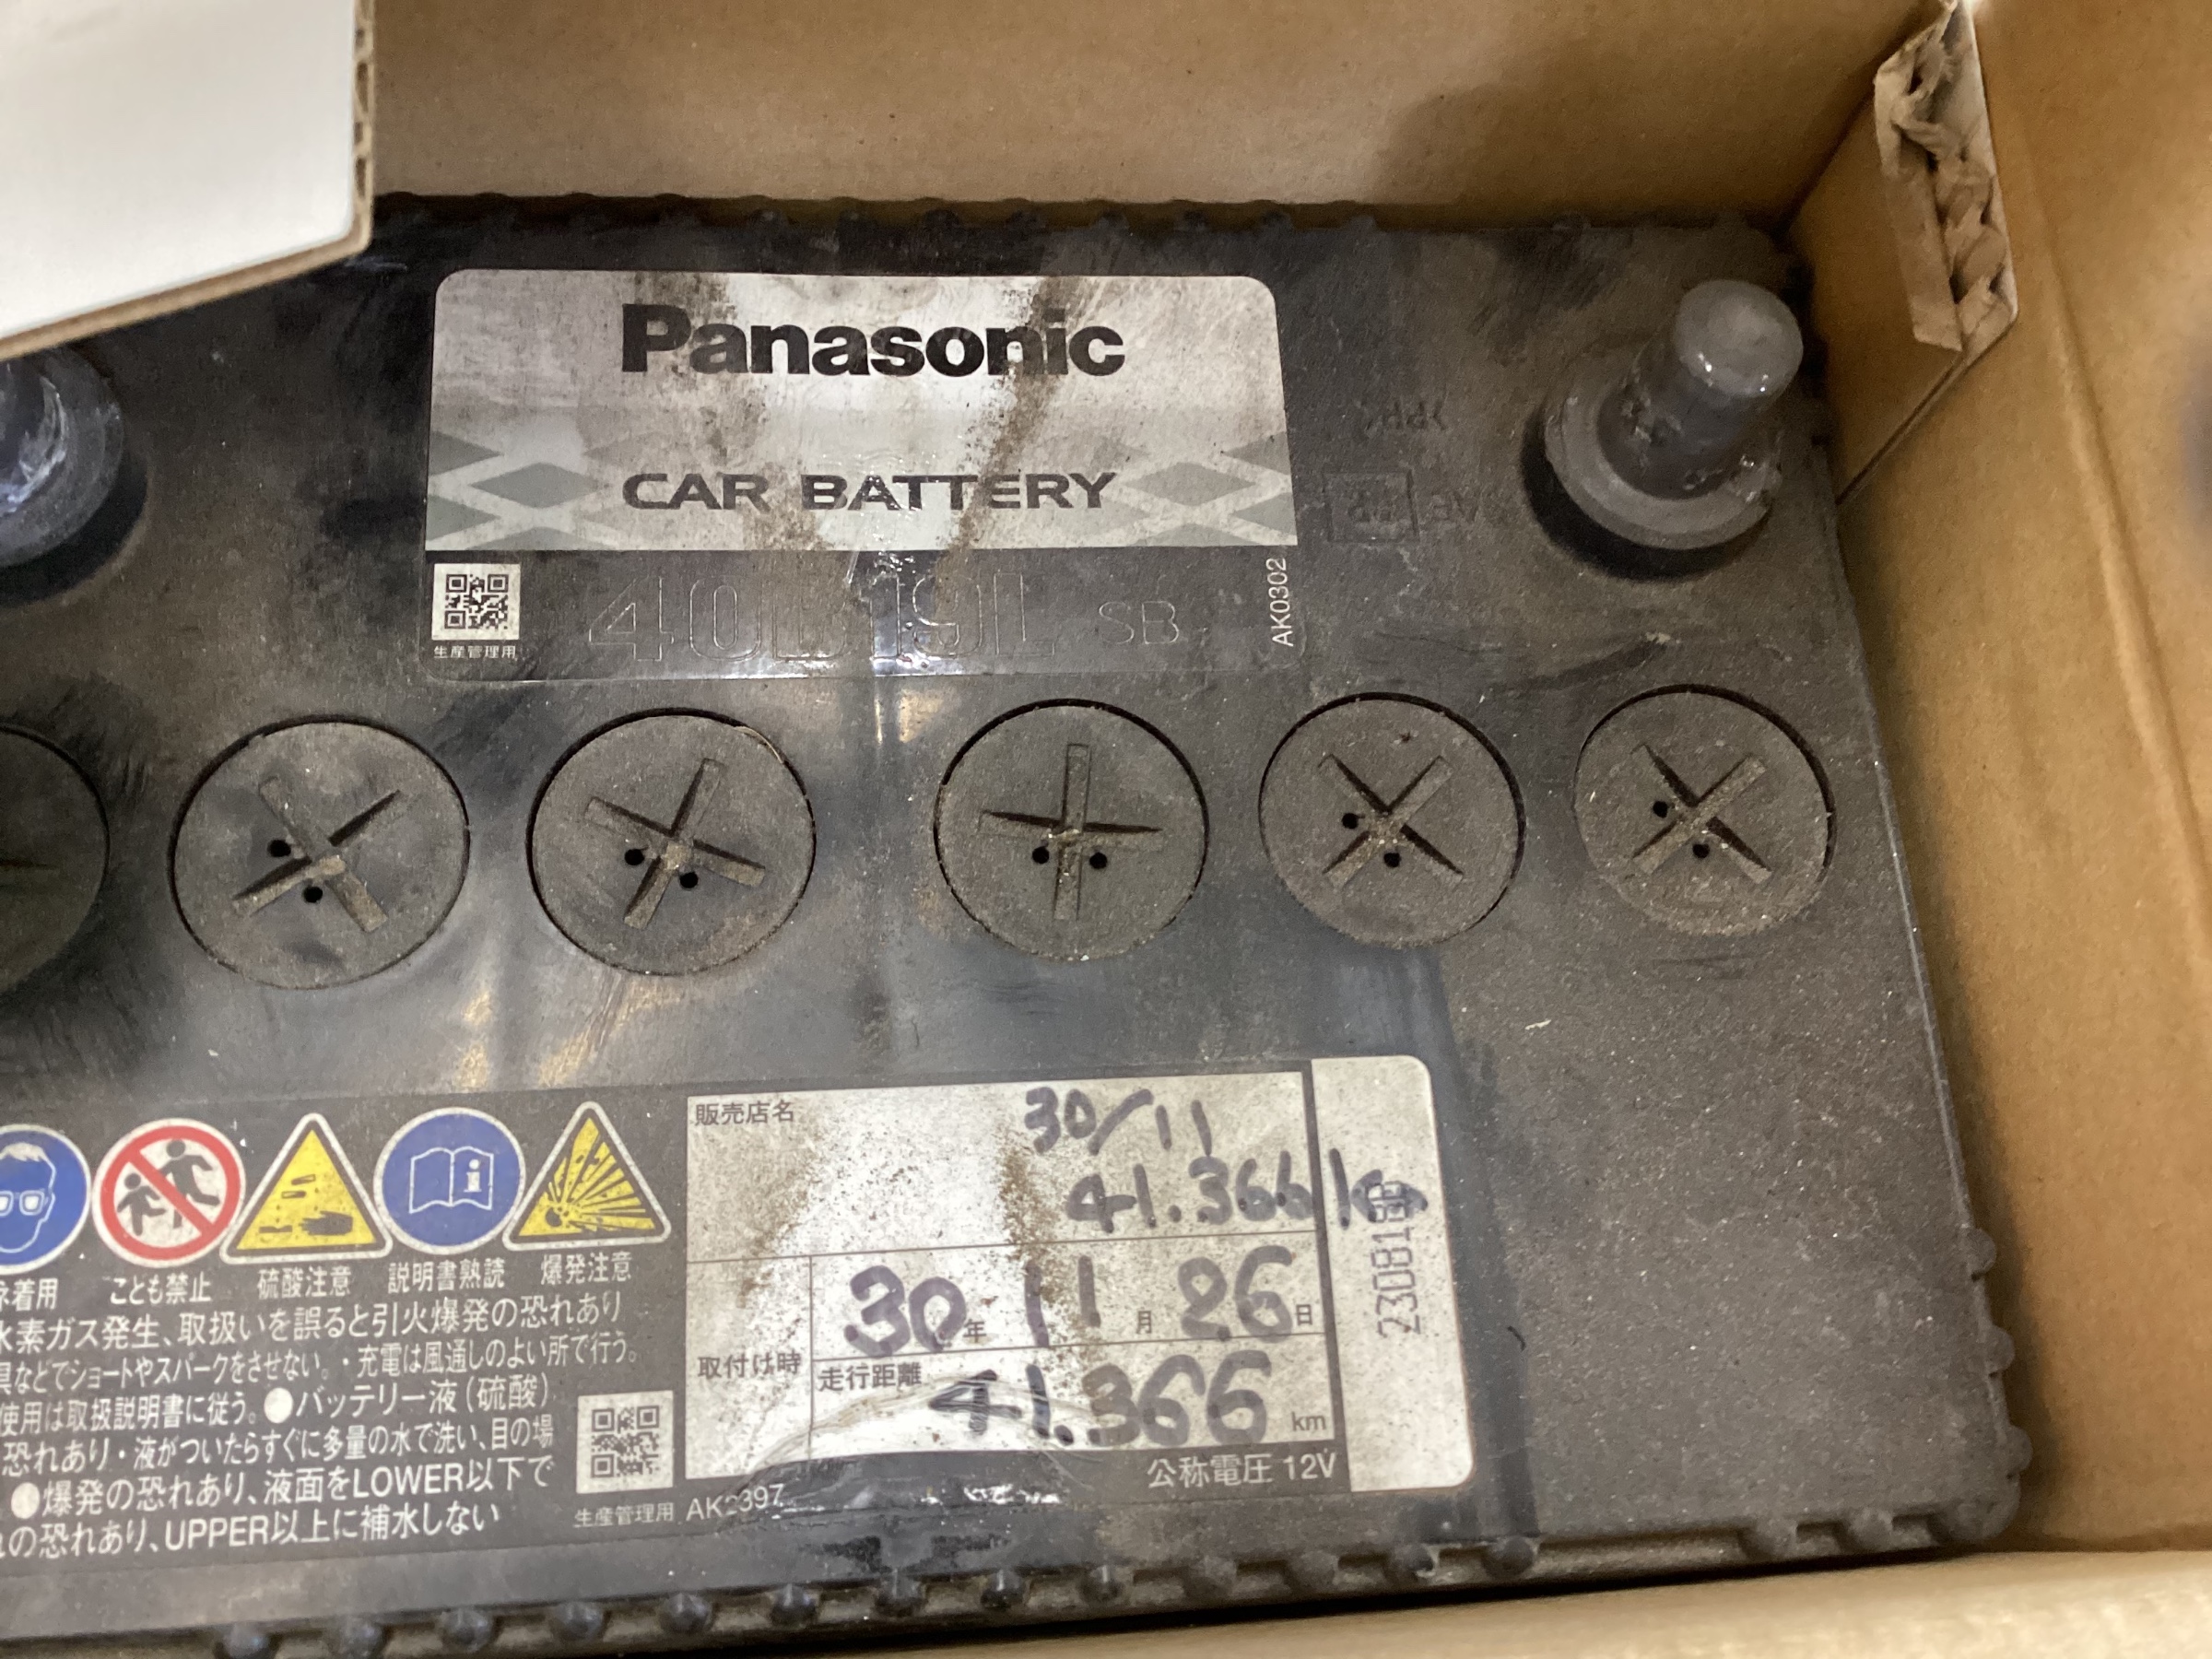 Panasonic
CAR BATTERY
40B19L SB
AK0302
生産管理用
販売店名
30/11
41.366
取付け時
30年 11月 26日
走行距離
41.366 km
公称電圧 12V
生産管理用 AK2397
着用
こども禁止
硫酸注意
説明書熟読
爆発注意
水素ガス発生、取扱いを誤ると引火爆発の恐れあり
具などでショートやスパークをさせない。・充電は風通しのよい所で行う。
使用は取扱説明書に従う。●バッテリー液(硫酸)
恐れあり・液がついたらすぐに多量の水で洗い、目の場
●爆発の恐れあり、液面をLOWER以下で
の恐れあり、UPPER以上に補水しない